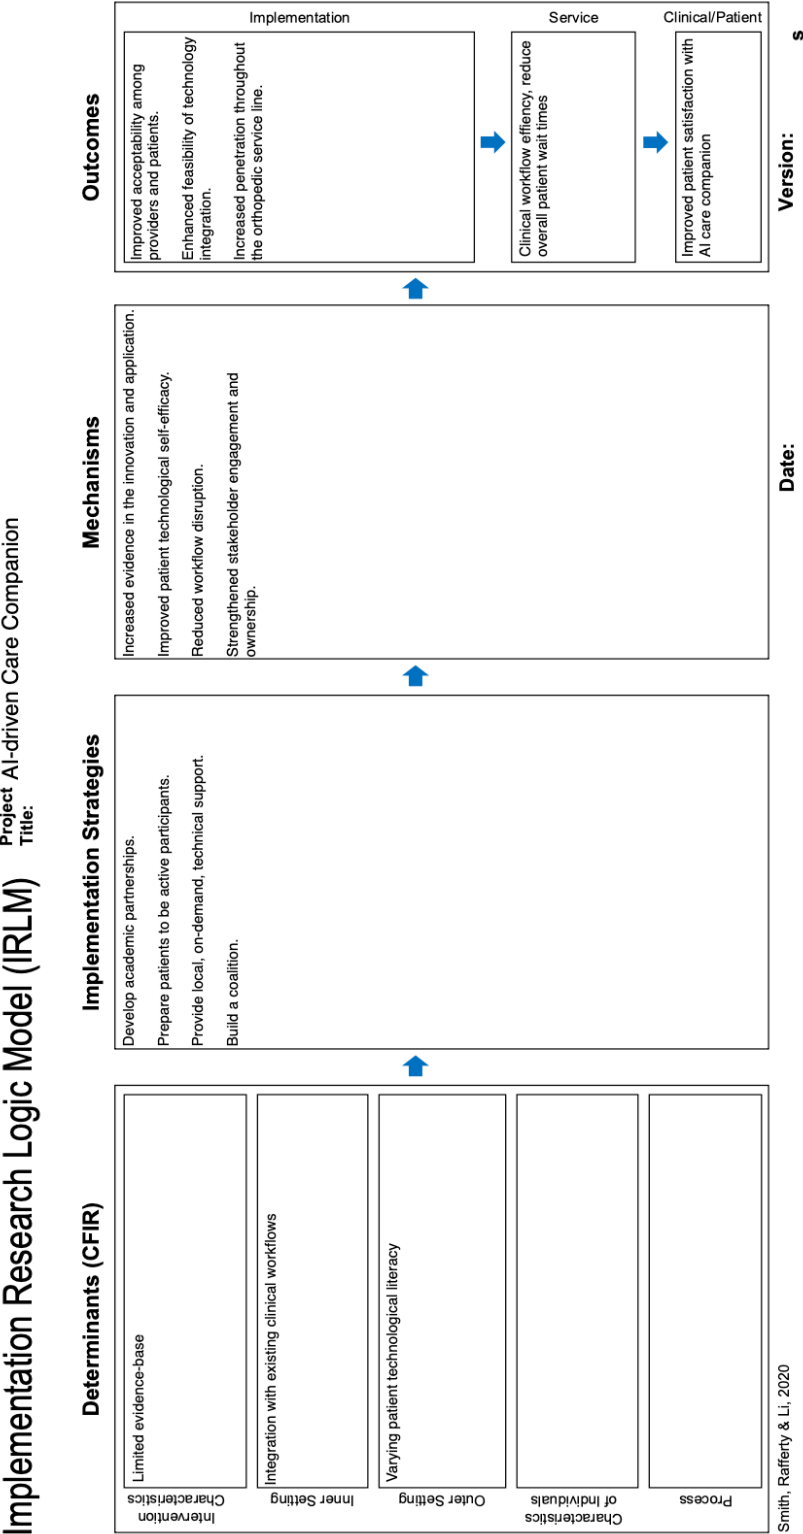 Implementation Research Logic Model (IRLM)
Project
Title:
AI-driven Care Companion
Determinants (CFIR)
Intervention
Characteristics
Limited evidence-base
Inner Setting
Integration with existing clinical workflows
Outer Setting
Varying patient technological literacy
Characteristics
of Individuals
Process
Implementation Strategies
Develop academic partnerships.
Prepare patients to be active participants.
Provide local, on-demand, technical support.
Build a coalition.
Mechanisms
Increased evidence in the innovation and application.
Improved patient technological self-efficacy.
Reduced workflow disruption.
Strengthened stakeholder engagement and
ownership.
Outcomes
Implementation
Improved acceptability among
providers and patients.
Enhanced feasibility of technology
integration.
Increased penetration throughout
the orthopedic service line.
Service
Clinical workflow effiency, reduce
overall patient wait times
Clinical/Patient
Improved patient satisfaction with
AI care companion
Smith, Rafferty & Li, 2020
Date:
Version:
s